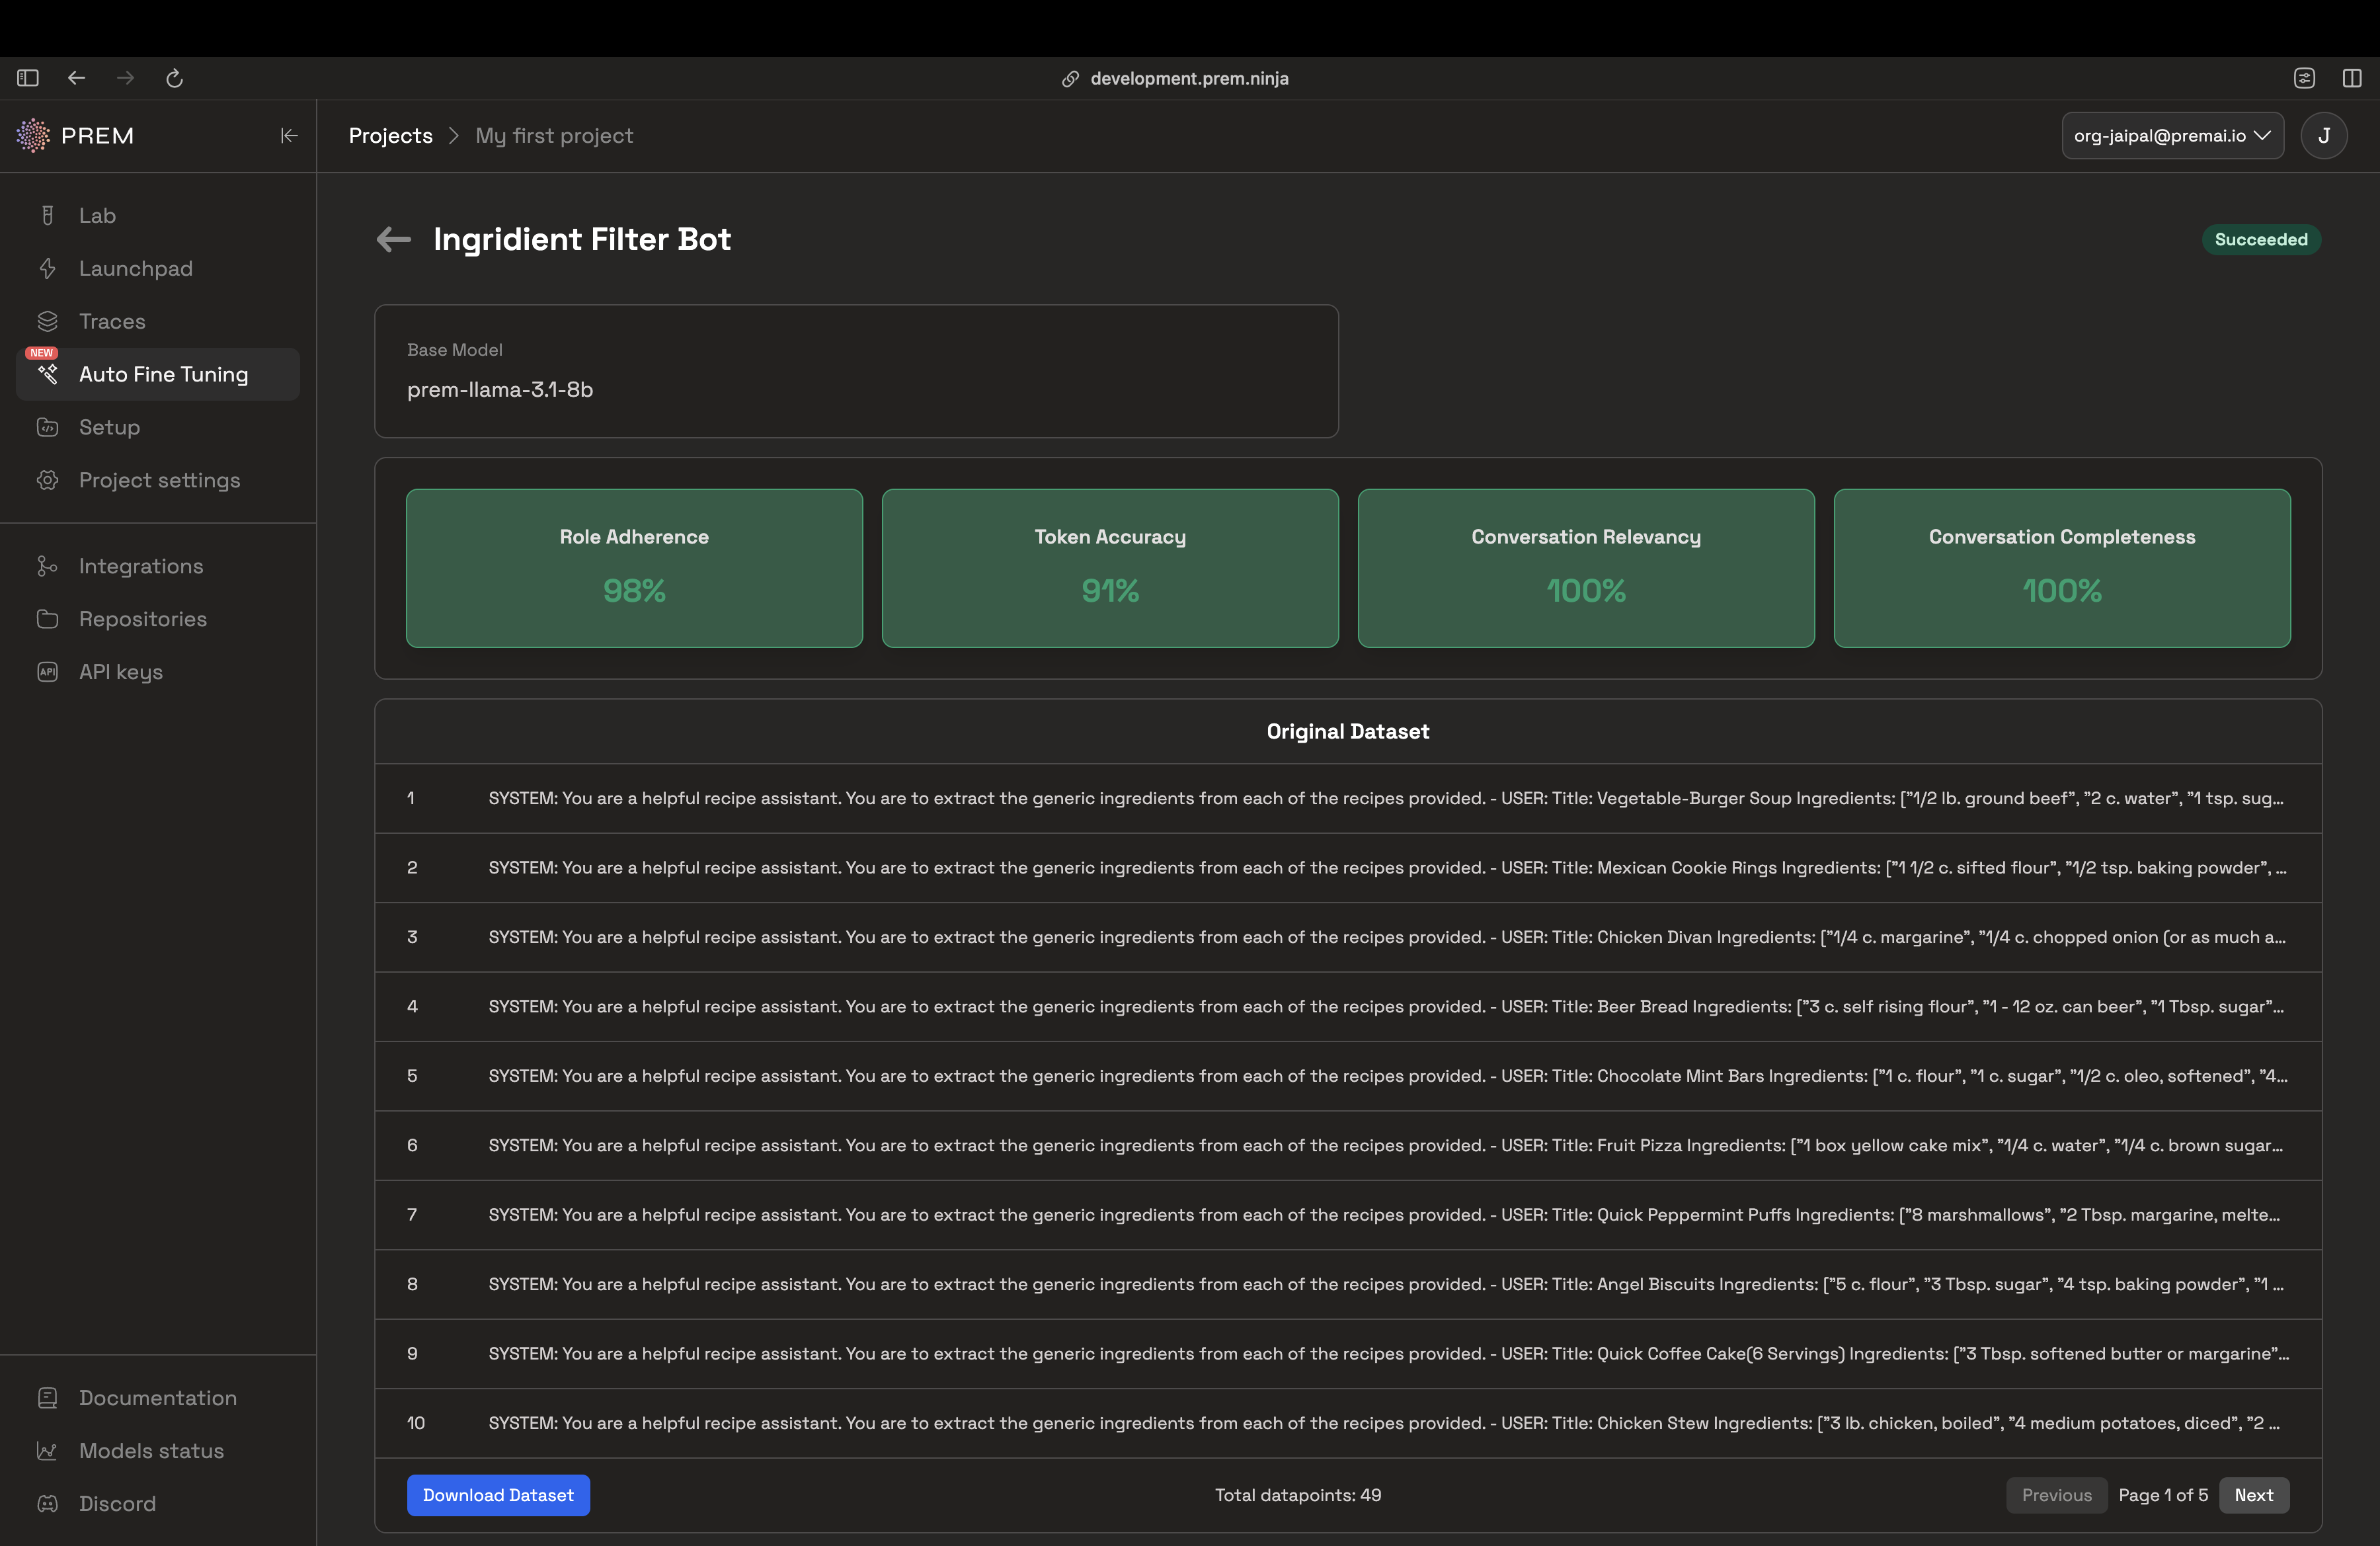 development.prem.ninja
PREM
Projects > My first project
org-jaipal@premai.io
J
Lab
Launchpad
Traces
NEW
Auto Fine Tuning
Setup
Project settings
Integrations
Repositories
API
API keys
Documentation
Models status
Discord
Ingridient Filter Bot
Succeeded
Base Model
prem-llama-3.1-8b
Role Adherence
98%
Token Accuracy
91%
Conversation Relevancy
100%
Conversation Completeness
100%
Original Dataset
1 SYSTEM: You are a helpful recipe assistant. You are to extract the generic ingredients from each of the recipes provided. - USER: Title: Vegetable-Burger Soup Ingredients: ["1/2 lb. ground beef", "2 c. water", "1 tsp. sug...
2 SYSTEM: You are a helpful recipe assistant. You are to extract the generic ingredients from each of the recipes provided. - USER: Title: Mexican Cookie Rings Ingredients: ["1 1/2 c. sifted flour", "1/2 tsp. baking powder", ...
3 SYSTEM: You are a helpful recipe assistant. You are to extract the generic ingredients from each of the recipes provided. - USER: Title: Chicken Divan Ingredients: ["1/4 c. margarine", "1/4 c. chopped onion (or as much a...
4 SYSTEM: You are a helpful recipe assistant. You are to extract the generic ingredients from each of the recipes provided. - USER: Title: Beer Bread Ingredients: ["3 c. self rising flour", "1 - 12 oz. can beer", "1 Tbsp. sugar"...
5 SYSTEM: You are a helpful recipe assistant. You are to extract the generic ingredients from each of the recipes provided. - USER: Title: Chocolate Mint Bars Ingredients: ["1 c. flour", "1 c. sugar", "1/2 c. oleo, softened", "4...
6 SYSTEM: You are a helpful recipe assistant. You are to extract the generic ingredients from each of the recipes provided. - USER: Title: Fruit Pizza Ingredients: ["1 box yellow cake mix", "1/4 c. water", "1/4 c. brown sugar...
7 SYSTEM: You are a helpful recipe assistant. You are to extract the generic ingredients from each of the recipes provided. - USER: Title: Quick Peppermint Puffs Ingredients: ["8 marshmallows", "2 Tbsp. margarine, melte...
8 SYSTEM: You are a helpful recipe assistant. You are to extract the generic ingredients from each of the recipes provided. - USER: Title: Angel Biscuits Ingredients: ["5 c. flour", "3 Tbsp. sugar", "4 tsp. baking powder", "1 ...
9 SYSTEM: You are a helpful recipe assistant. You are to extract the generic ingredients from each of the recipes provided. - USER: Title: Quick Coffee Cake(6 Servings) Ingredients: ["3 Tbsp. softened butter or margarine"...
10 SYSTEM: You are a helpful recipe assistant. You are to extract the generic ingredients from each of the recipes provided. - USER: Title: Chicken Stew Ingredients: ["3 lb. chicken, boiled", "4 medium potatoes, diced", "2 ...
Download Dataset
Total datapoints: 49
Previous
Page 1 of 5
Next